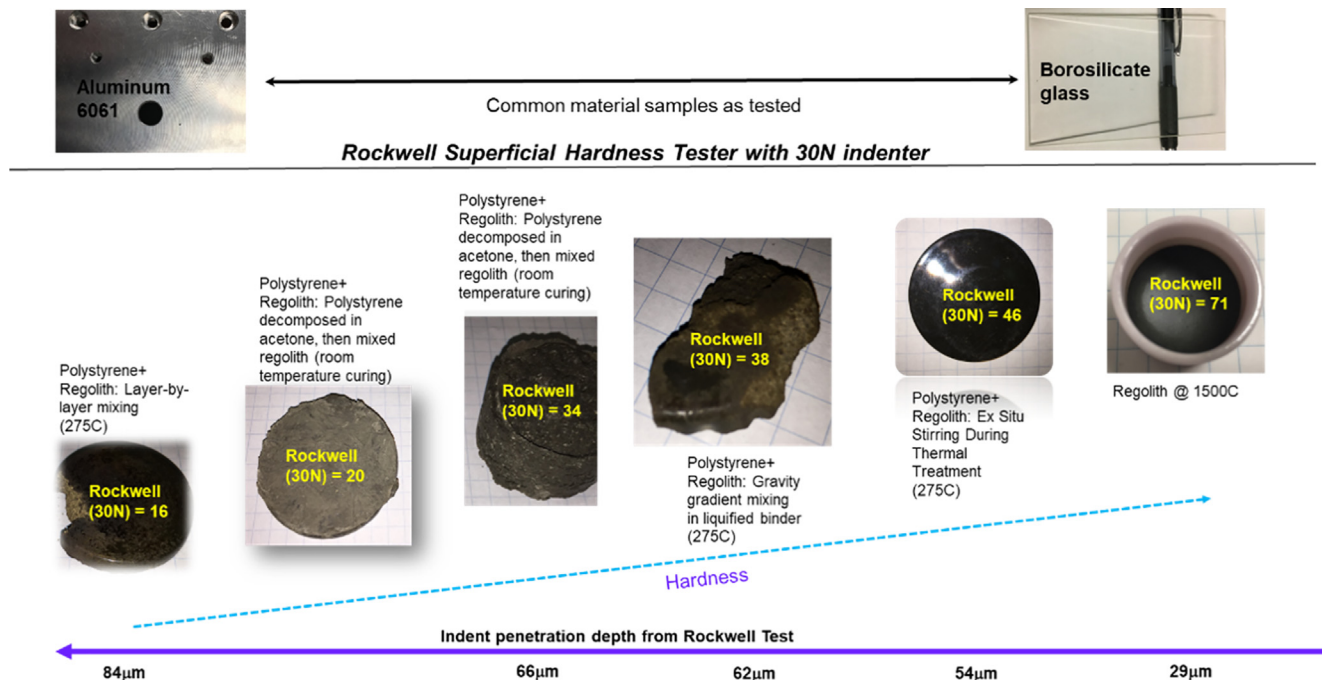 Aluminum
6061
Common material samples as tested
Borosilicate
glass
Rockwell Superficial Hardness Tester with 30N indenter
Polystyrene+
Regolith: Layer-by-
layer mixing
(275C)
Rockwell
(30N) = 16
Polystyrene+
Regolith: Polystyrene
decomposed in
acetone, then mixed
regolith (room
temperature curing)
Rockwell
(30N) = 20
Polystyrene+
Regolith: Polystyrene
decomposed in
acetone, then mixed
regolith (room
temperature curing)
Rockwell
(30N) = 34
Rockwell
(30N) = 38
Polystyrene+
Regolith: Gravity
gradient mixing
in liquified binder
(275C)
Rockwell
(30N) = 46
Polystyrene+
Regolith: Ex Situ
Stirring During
Thermal
Treatment
(275C)
Rockwell
(30N) = 71
Regolith @ 1500C
Hardness
Indent penetration depth from Rockwell Test
84µm
66µm
62µm
54µm
29µm